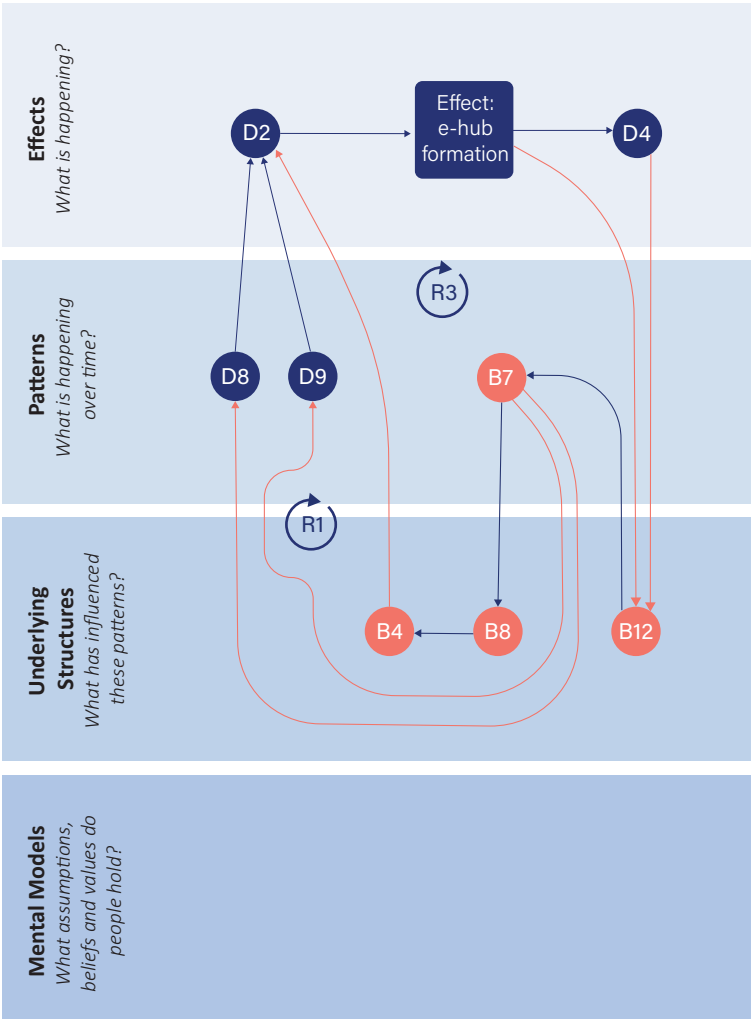 Effects
What is happening?
D2
Effect:
e-hub
formation
D4
Patterns
What is happening
over time?
R3
D8
D9
B7
Underlying
Structures
What has influenced
these patterns?
R1
B4
B8
B12
Mental Models
What assumptions,
beliefs and values do
people hold?